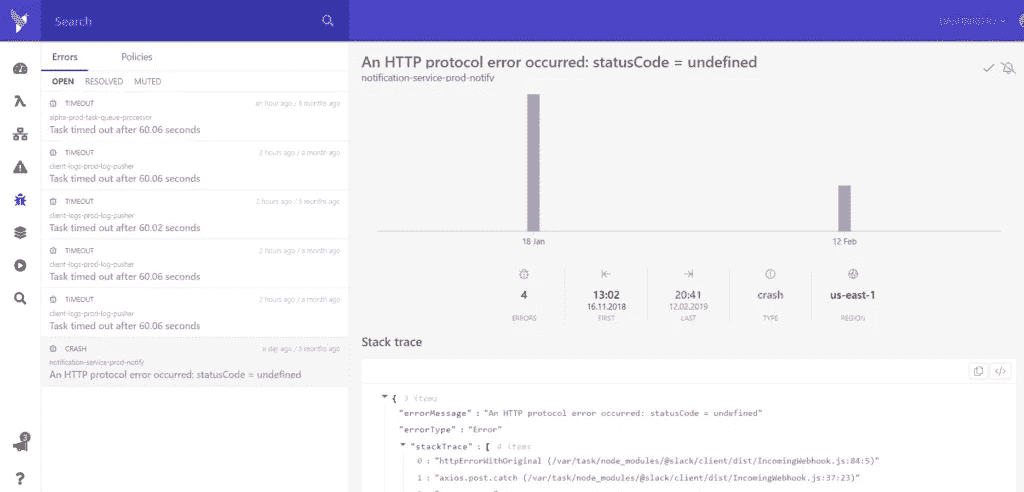 Search
Errors
Policies
OPEN RESOLVED MUTED
TIMEOUT
an hour ago / 6 months ago
alpha-prod-task-queue-processor
Task timed out after 60.06 seconds
TIMEOUT
2 hours ago / a month ago
client-logs-prod-log-pusher
Task timed out after 60.06 seconds
TIMEOUT
2 hours ago / 5 months ago
client-logs-prod-log-pusher
Task timed out after 60.02 seconds
TIMEOUT
2 hours ago / a month ago
client-logs-prod-log-pusher
Task timed out after 60.06 seconds
TIMEOUT
2 hours ago / a month ago
client-logs-prod-log-pusher
Task timed out after 60.06 seconds
CRASH
a day ago / 3 months ago
notification-service-prod-notify
An HTTP protocol error occurred: statusCode = undefined
3
An HTTP protocol error occurred: statusCode = undefined
notification-service-prod-notify
18 Jan
12 Feb
4
ERRORS
13:02
16.11.2018
FIRST
20:41
12.02.2019
LAST
crash
TYPE
us-east-1
REGION
Stack trace
{ 3 items
"errorMessage" : "An HTTP protocol error occurred: statusCode = undefined"
"errorType" : "Error"
"stackTrace" : [ 4 items
0 : "httpErrorWithOriginal (/var/task/node_modules/@slack/client/dist/IncomingWebhook.js:84:5)"
1 : "axios.post.catch (/var/task/node_modules/@slack/client/dist/IncomingWebhook.js:37:23)"